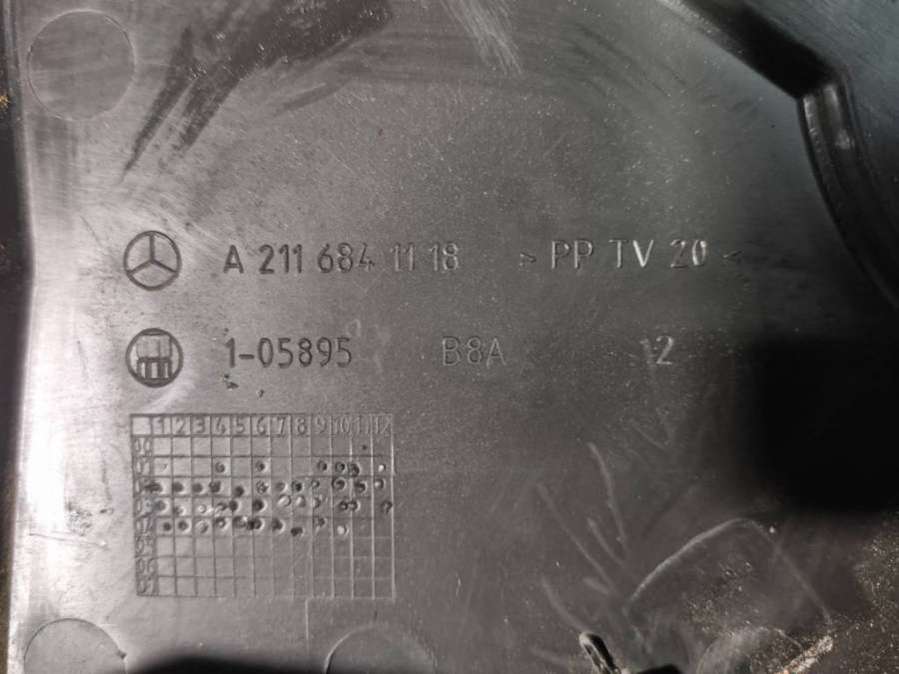 A 211 684 11 18 > PP TV 20 <
1-05895 B8A 12
1 2 3 4 5 6 7 8 9 10 11 12